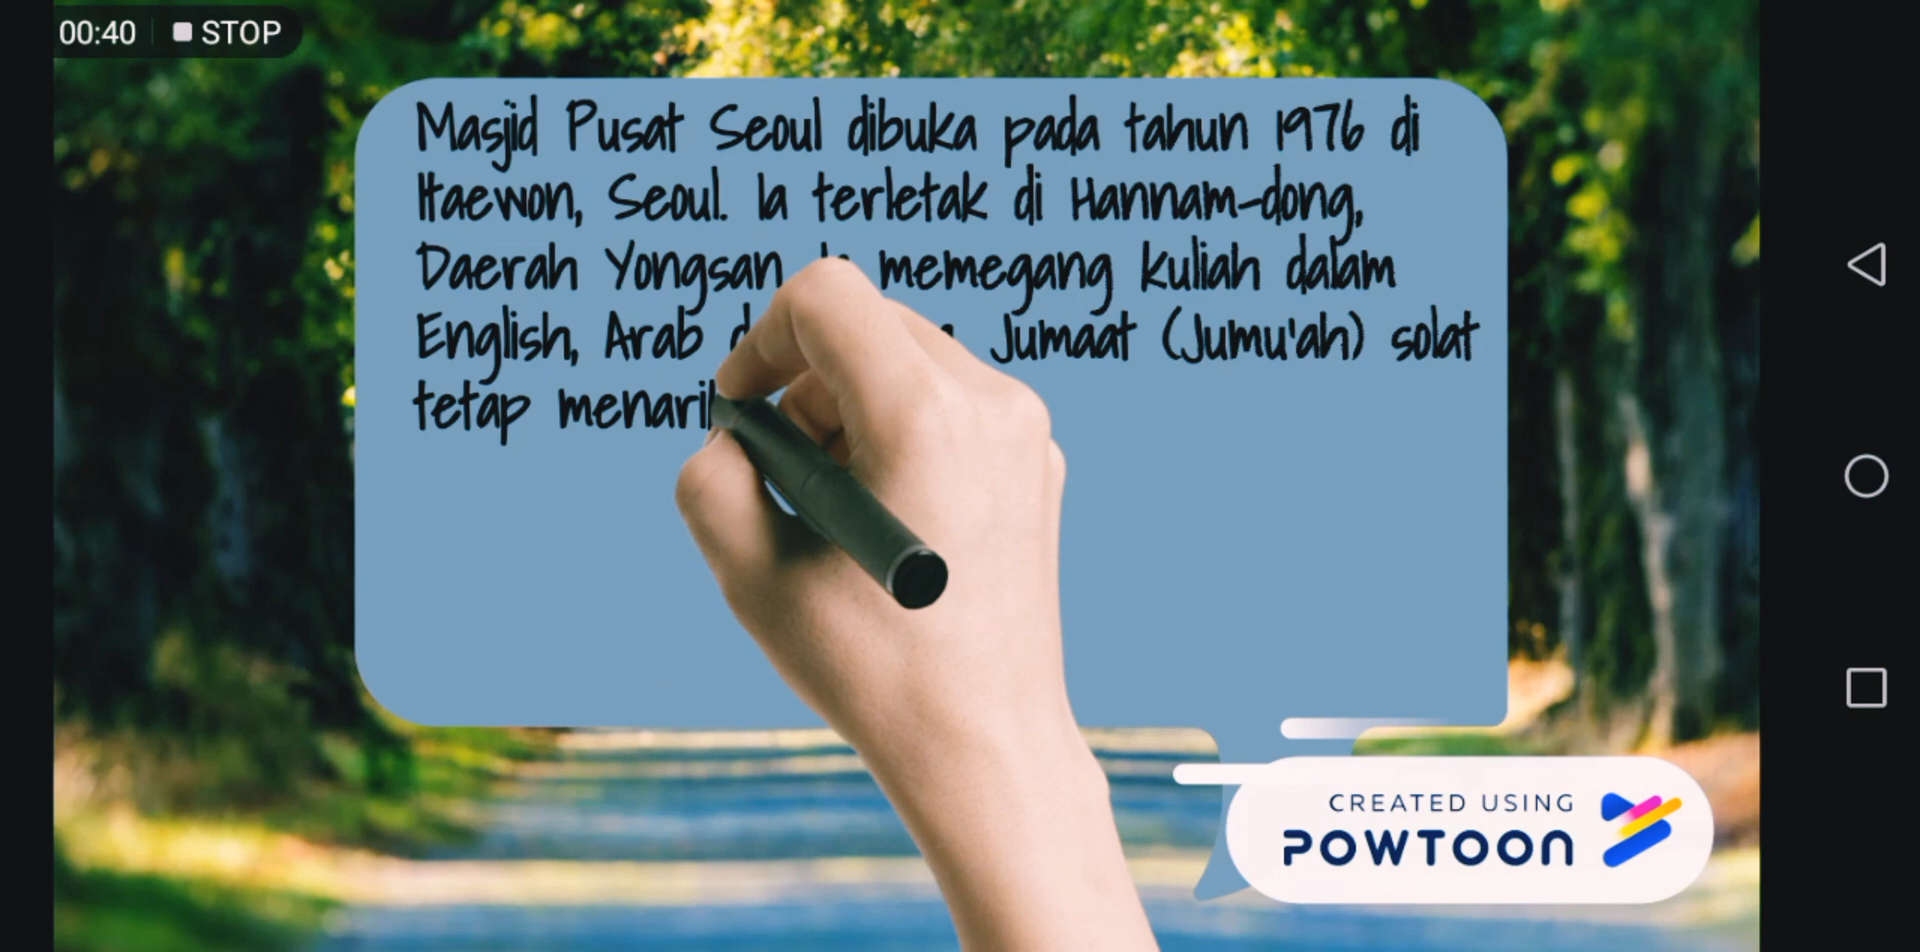 00:40 STOP
Masjid Pusat Seoul dibuka pada tahun 1976 di
Itaewon, Seoul. Ia terletak di Hannam-dong,
Daerah Yongsan memegang kuliah dalam
English, Arab Jumaat (Jumu'ah) solat
tetap
CREATED USING
POWTOON